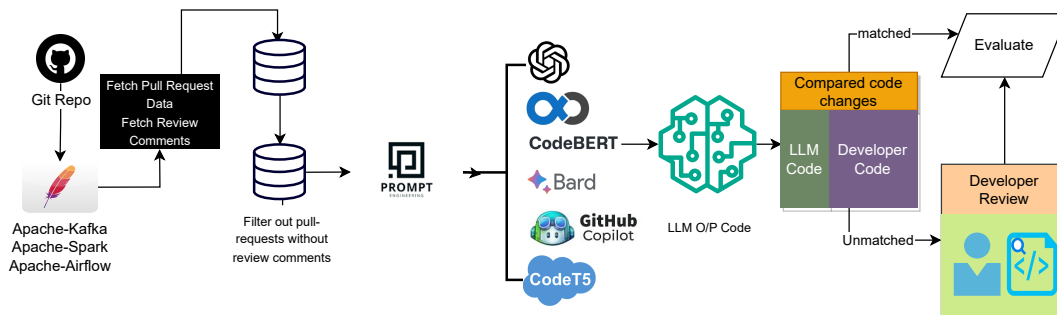 Git Repo
Apache-Kafka
Apache-Spark
Apache-Airflow
Fetch Pull Request
Data
Fetch Review
Comments
Filter out pull-
requests without
review comments
PROMPT
ENGINEERING
CodeBERT
Bard
GitHub
Copilot
CodeT5
LLM O/P Code
Compared code
changes
LLM
Code
Developer
Code
matched
Unmatched
Evaluate
Developer
Review
</>